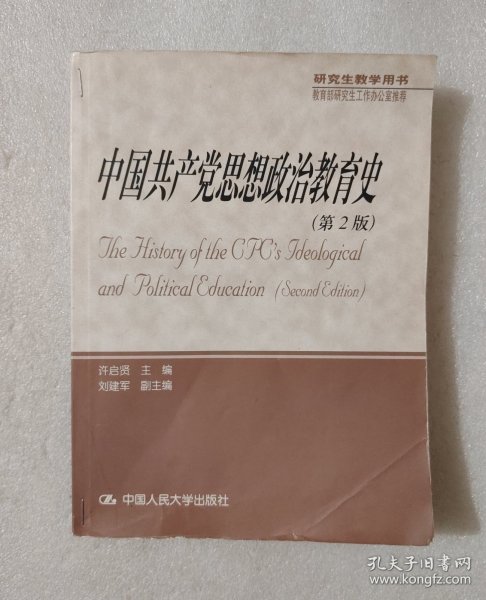 研究生教学用书
教育部研究生工作办公室推荐
中国共产党思想政治教育史
(第2版)
The History of the CPC's Ideological
and Political Education (Second Edition)
许启贤 主编
刘建军 副主编
中国人民大学出版社
孔夫子旧书网
www.kongfz.com